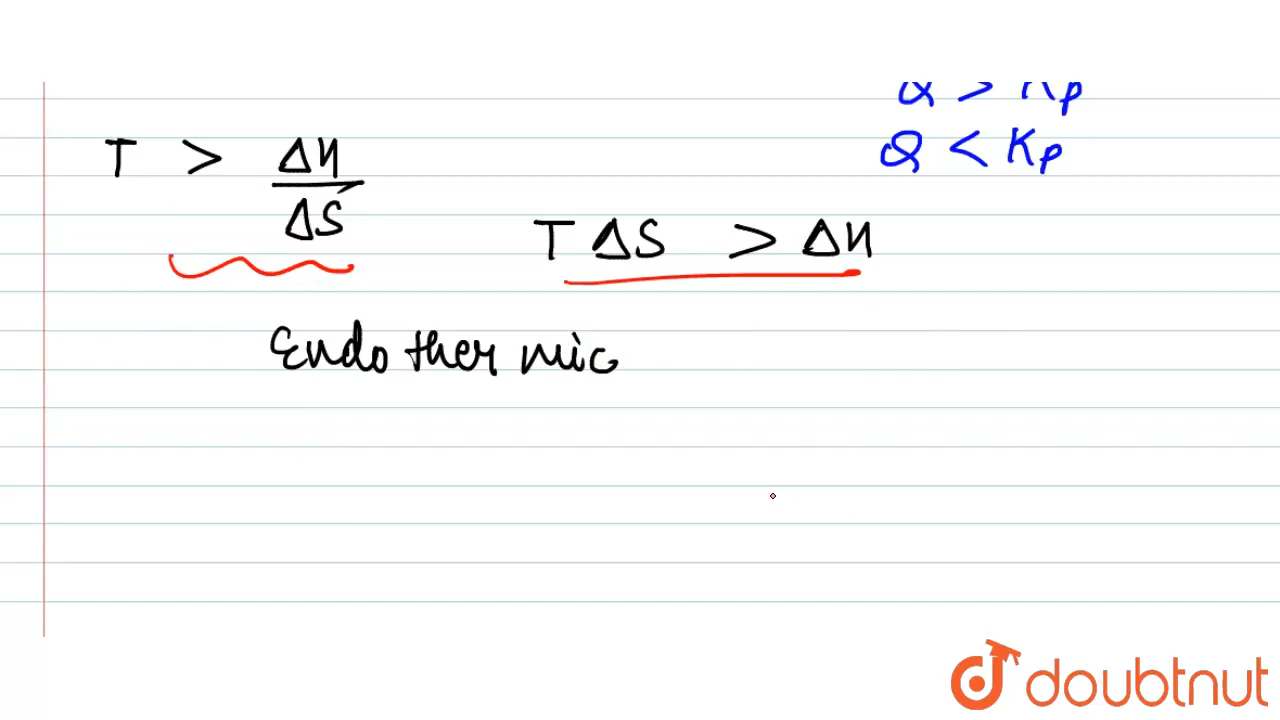 Q > Kp
Q < Kp
T > ΔH
ΔS
TΔS > ΔH
Endothermic
doubtnut